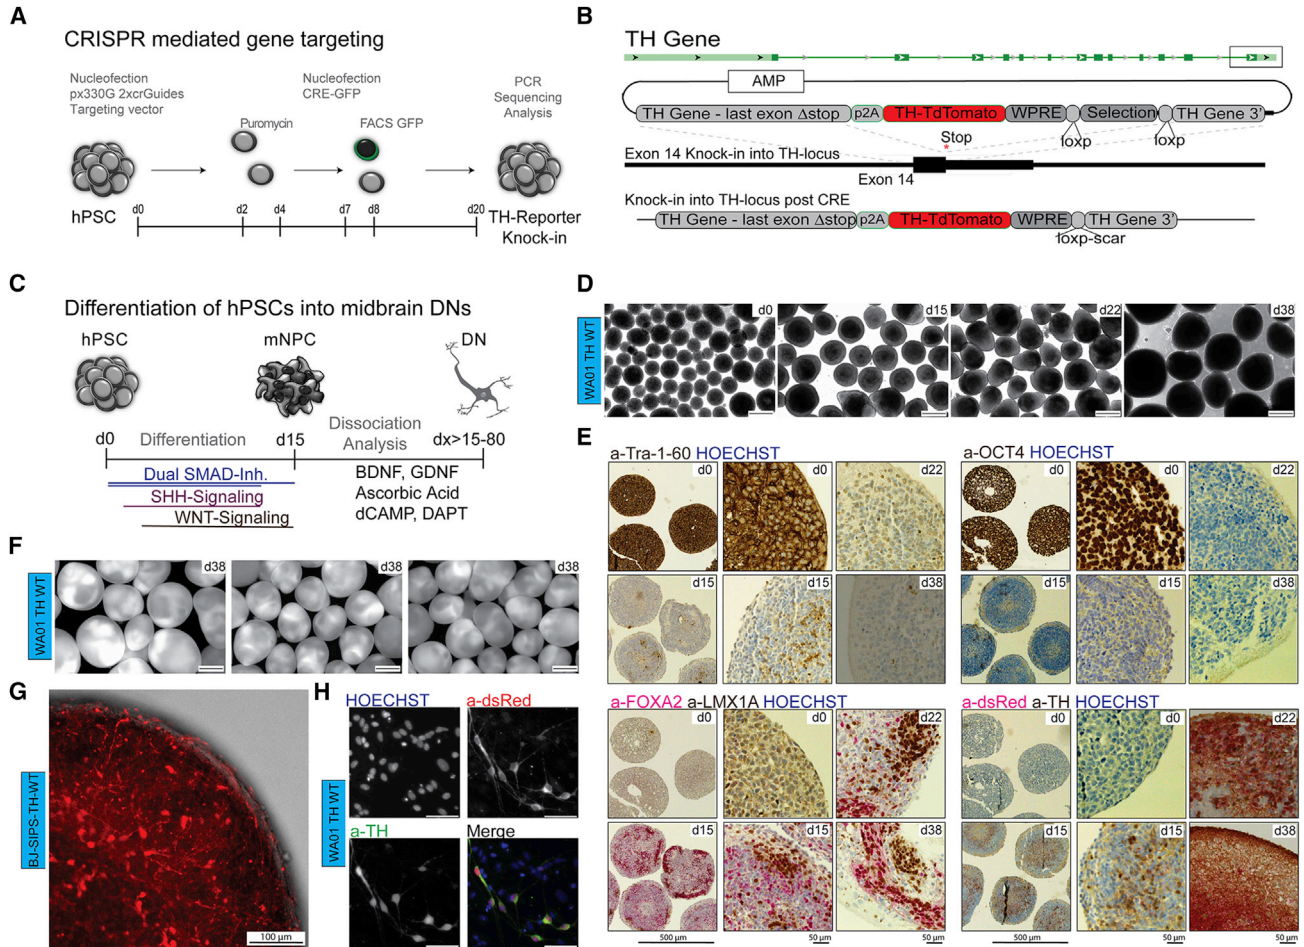 A
CRISPR mediated gene targeting
Nucleofection
px330G 2xcrGuides
Targeting vector
Nucleofection
CRE-GFP
PCR
Sequencing
Analysis
Puromycin
FACS GFP
hPSC
d0
d2
d4
d7
d8
d20
TH-Reporter
Knock-in
B
TH Gene
AMP
TH Gene - last exon Δstop
p2A
TH-TdTomato
WPRE
Selection
TH Gene 3'
Stop
*
loxp
loxp
Exon 14 Knock-in into TH-locus
Exon 14
Knock-in into TH-locus post CRE
TH Gene - last exon Δstop
p2A
TH-TdTomato
WPRE
TH Gene 3'
loxp-scar
C
Differentiation of hPSCs into midbrain DNs
hPSC
mNPC
DN
Dissociation
Analysis
d0
Differentiation
d15
dx>15-80
Dual SMAD-Inh.
SHH-Signaling
WNT-Signaling
BDNF, GDNF
Ascorbic Acid
dCAMP, DAPT
D
WA01 TH WT
d0
d15
d22
d38
E
a-Tra-1-60 HOECHST
d0
d0
d22
d15
d15
d38
a-OCT4 HOECHST
d0
d0
d22
d15
d15
d38
a-FOXA2 a-LMX1A HOECHST
d0
d0
d22
d15
d15
d38
500 µm
50 µm
50 µm
a-dsRed a-TH HOECHST
d0
d0
d22
d15
d15
d38
500 µm
50 µm
50 µm
F
WA01 TH WT
d38
d38
d38
G
BJ-SIPS-TH-WT
100 µm
H
WA01 TH WT
HOECHST
a-dsRed
a-TH
Merge